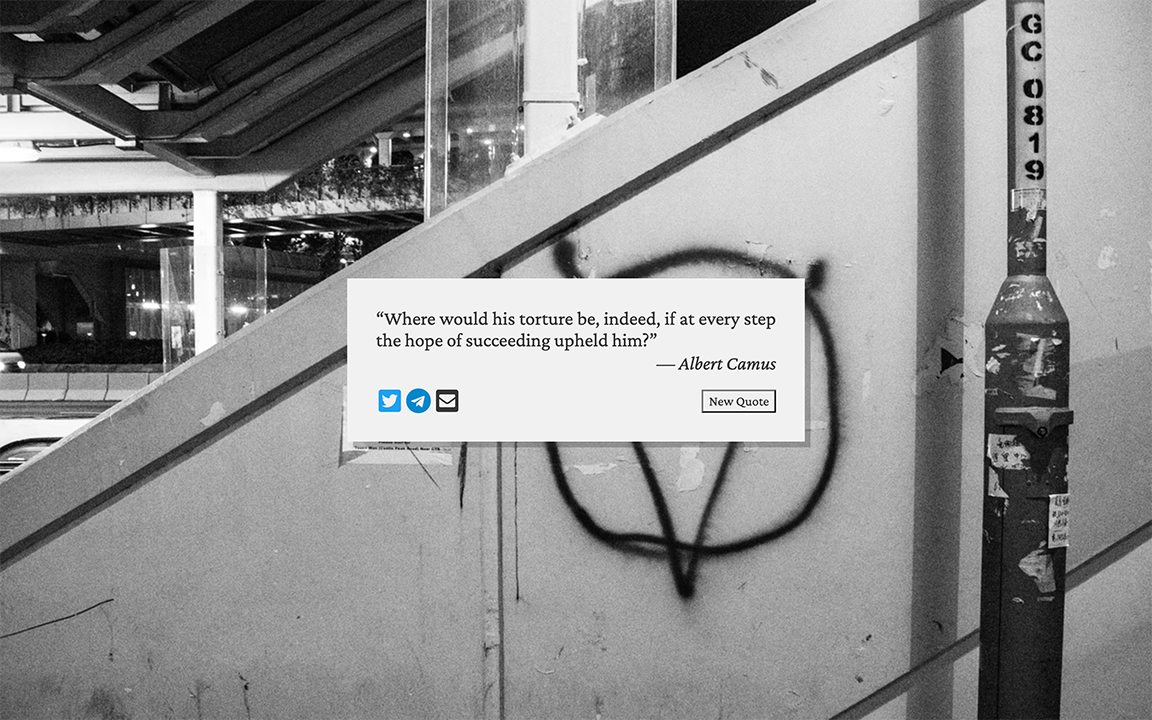 GC 0819
“Where would his torture be, indeed, if at every step
the hope of succeeding upheld him?”
— Albert Camus
New Quote